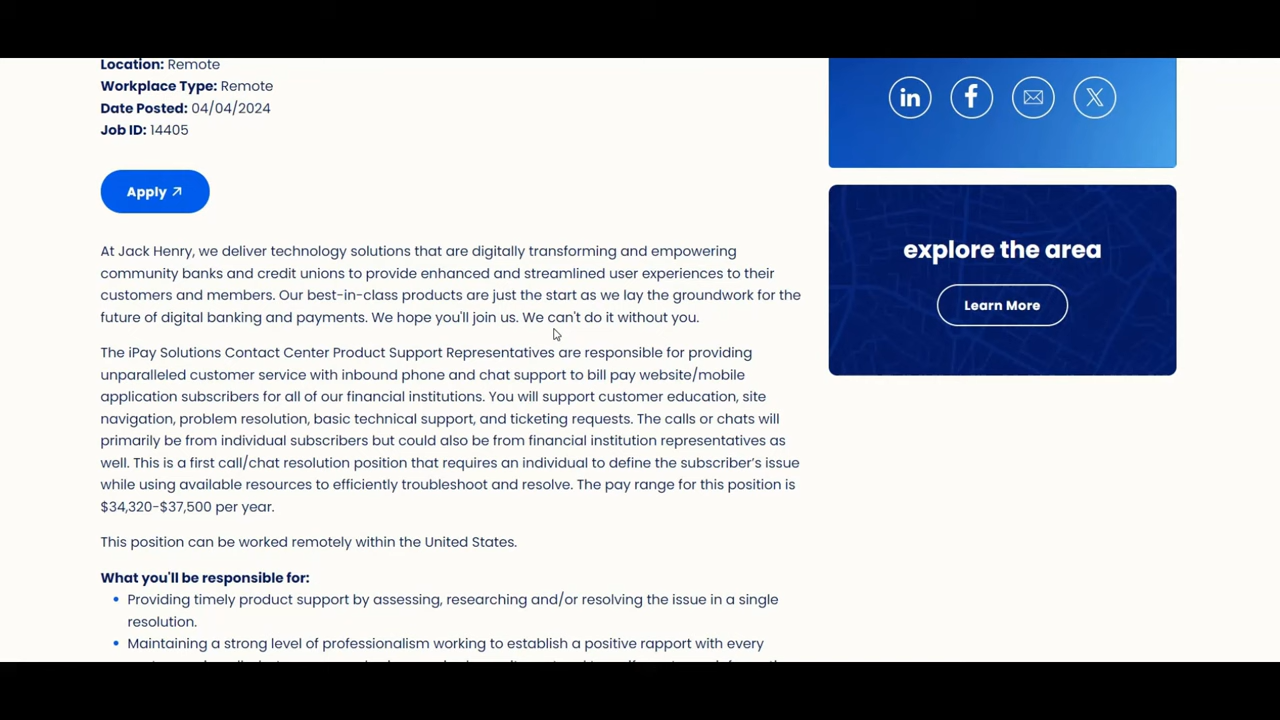 Location: Remote
Workplace Type: Remote
Date Posted: 04/04/2024
Job ID: 14405
Apply
At Jack Henry, we deliver technology solutions that are digitally transforming and empowering
community banks and credit unions to provide enhanced and streamlined user experiences to their
customers and members. Our best-in-class products are just the start as we lay the groundwork for the
future of digital banking and payments. We hope you'll join us. We can't do it without you.
The iPay Solutions Contact Center Product Support Representatives are responsible for providing
unparalleled customer service with inbound phone and chat support to bill pay website/mobile
application subscribers for all of our financial institutions. You will support customer education, site
navigation, problem resolution, basic technical support, and ticketing requests. The calls or chats will
primarily be from individual subscribers but could also be from financial institution representatives as
well. This is a first call/chat resolution position that requires an individual to define the subscriber's issue
while using available resources to efficiently troubleshoot and resolve. The pay range for this position is
$34,320-$37,500 per year.
This position can be worked remotely within the United States.
What you'll be responsible for:
• Providing timely product support by assessing, researching and/or resolving the issue in a single
resolution.
• Maintaining a strong level of professionalism working to establish a positive rapport with every
in
f
X
explore the area
Learn More